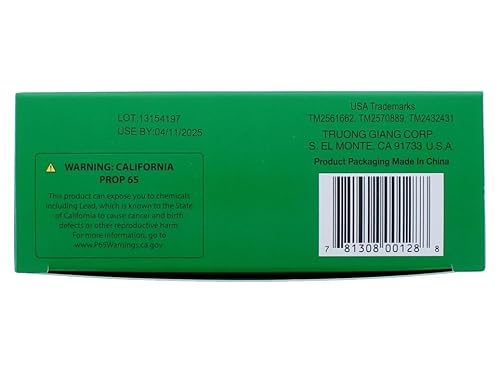 LOT:13154197
USE BY:04/11/2025
WARNING: CALIFORNIA
PROP 65
This product can expose you to chemicals
including Lead, which is known to the State
of California to cause cancer and birth
defects or other reproductive harm
For more information, go to
www.P65Warnings.ca.gov
USA Trademarks
TM2561662, TM2570889, TM2432431
TRUONG GIANG CORP.
S. EL MONTE, CA 91733 U.S.A.
Product Packaging Made In China
7 81308 00128 8